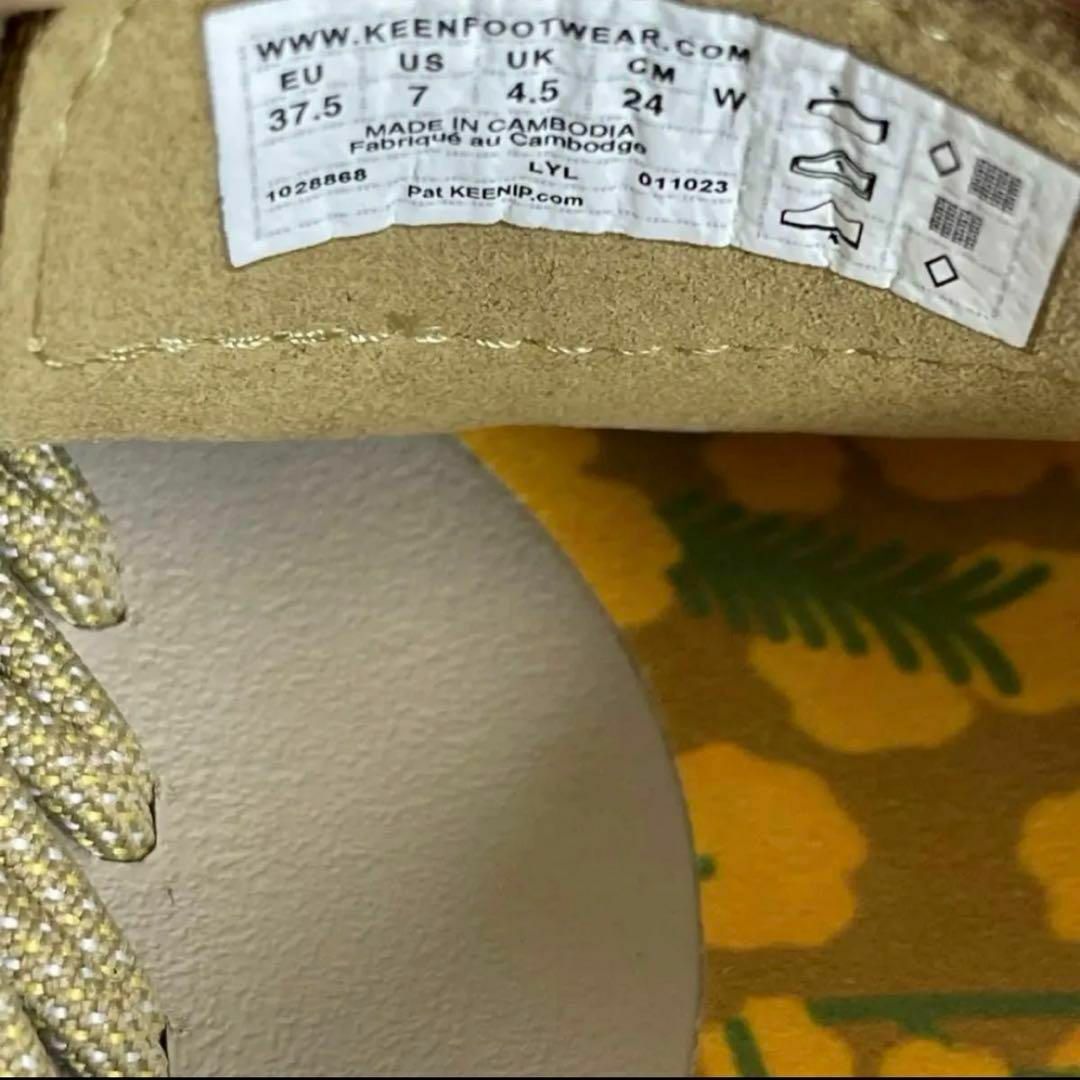 WWW.KEENFOOTWEAR.COM
EU US UK CM
37.5 7 4.5 24 W
MADE IN CAMBODIA
Fabriqué au Cambodge
1028868 LYL 011023
Pat KEENIP.com